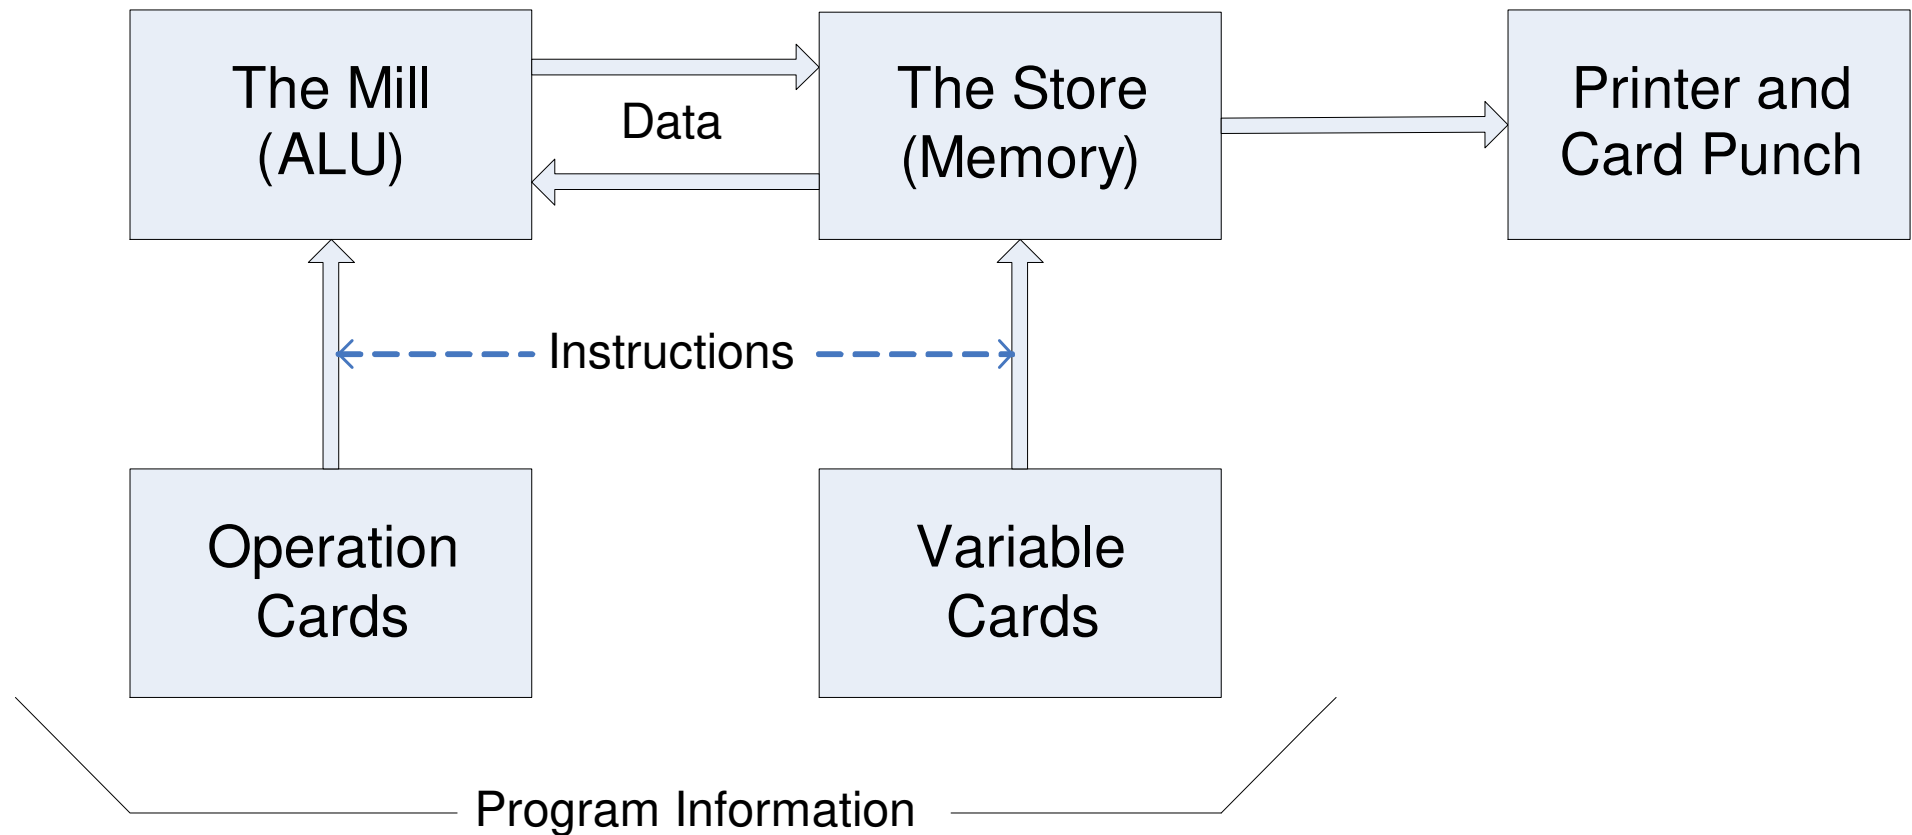 The Mill
(ALU)
Data
The Store
(Memory)
Printer and
Card Punch
Instructions
Operation
Cards
Variable
Cards
Program Information